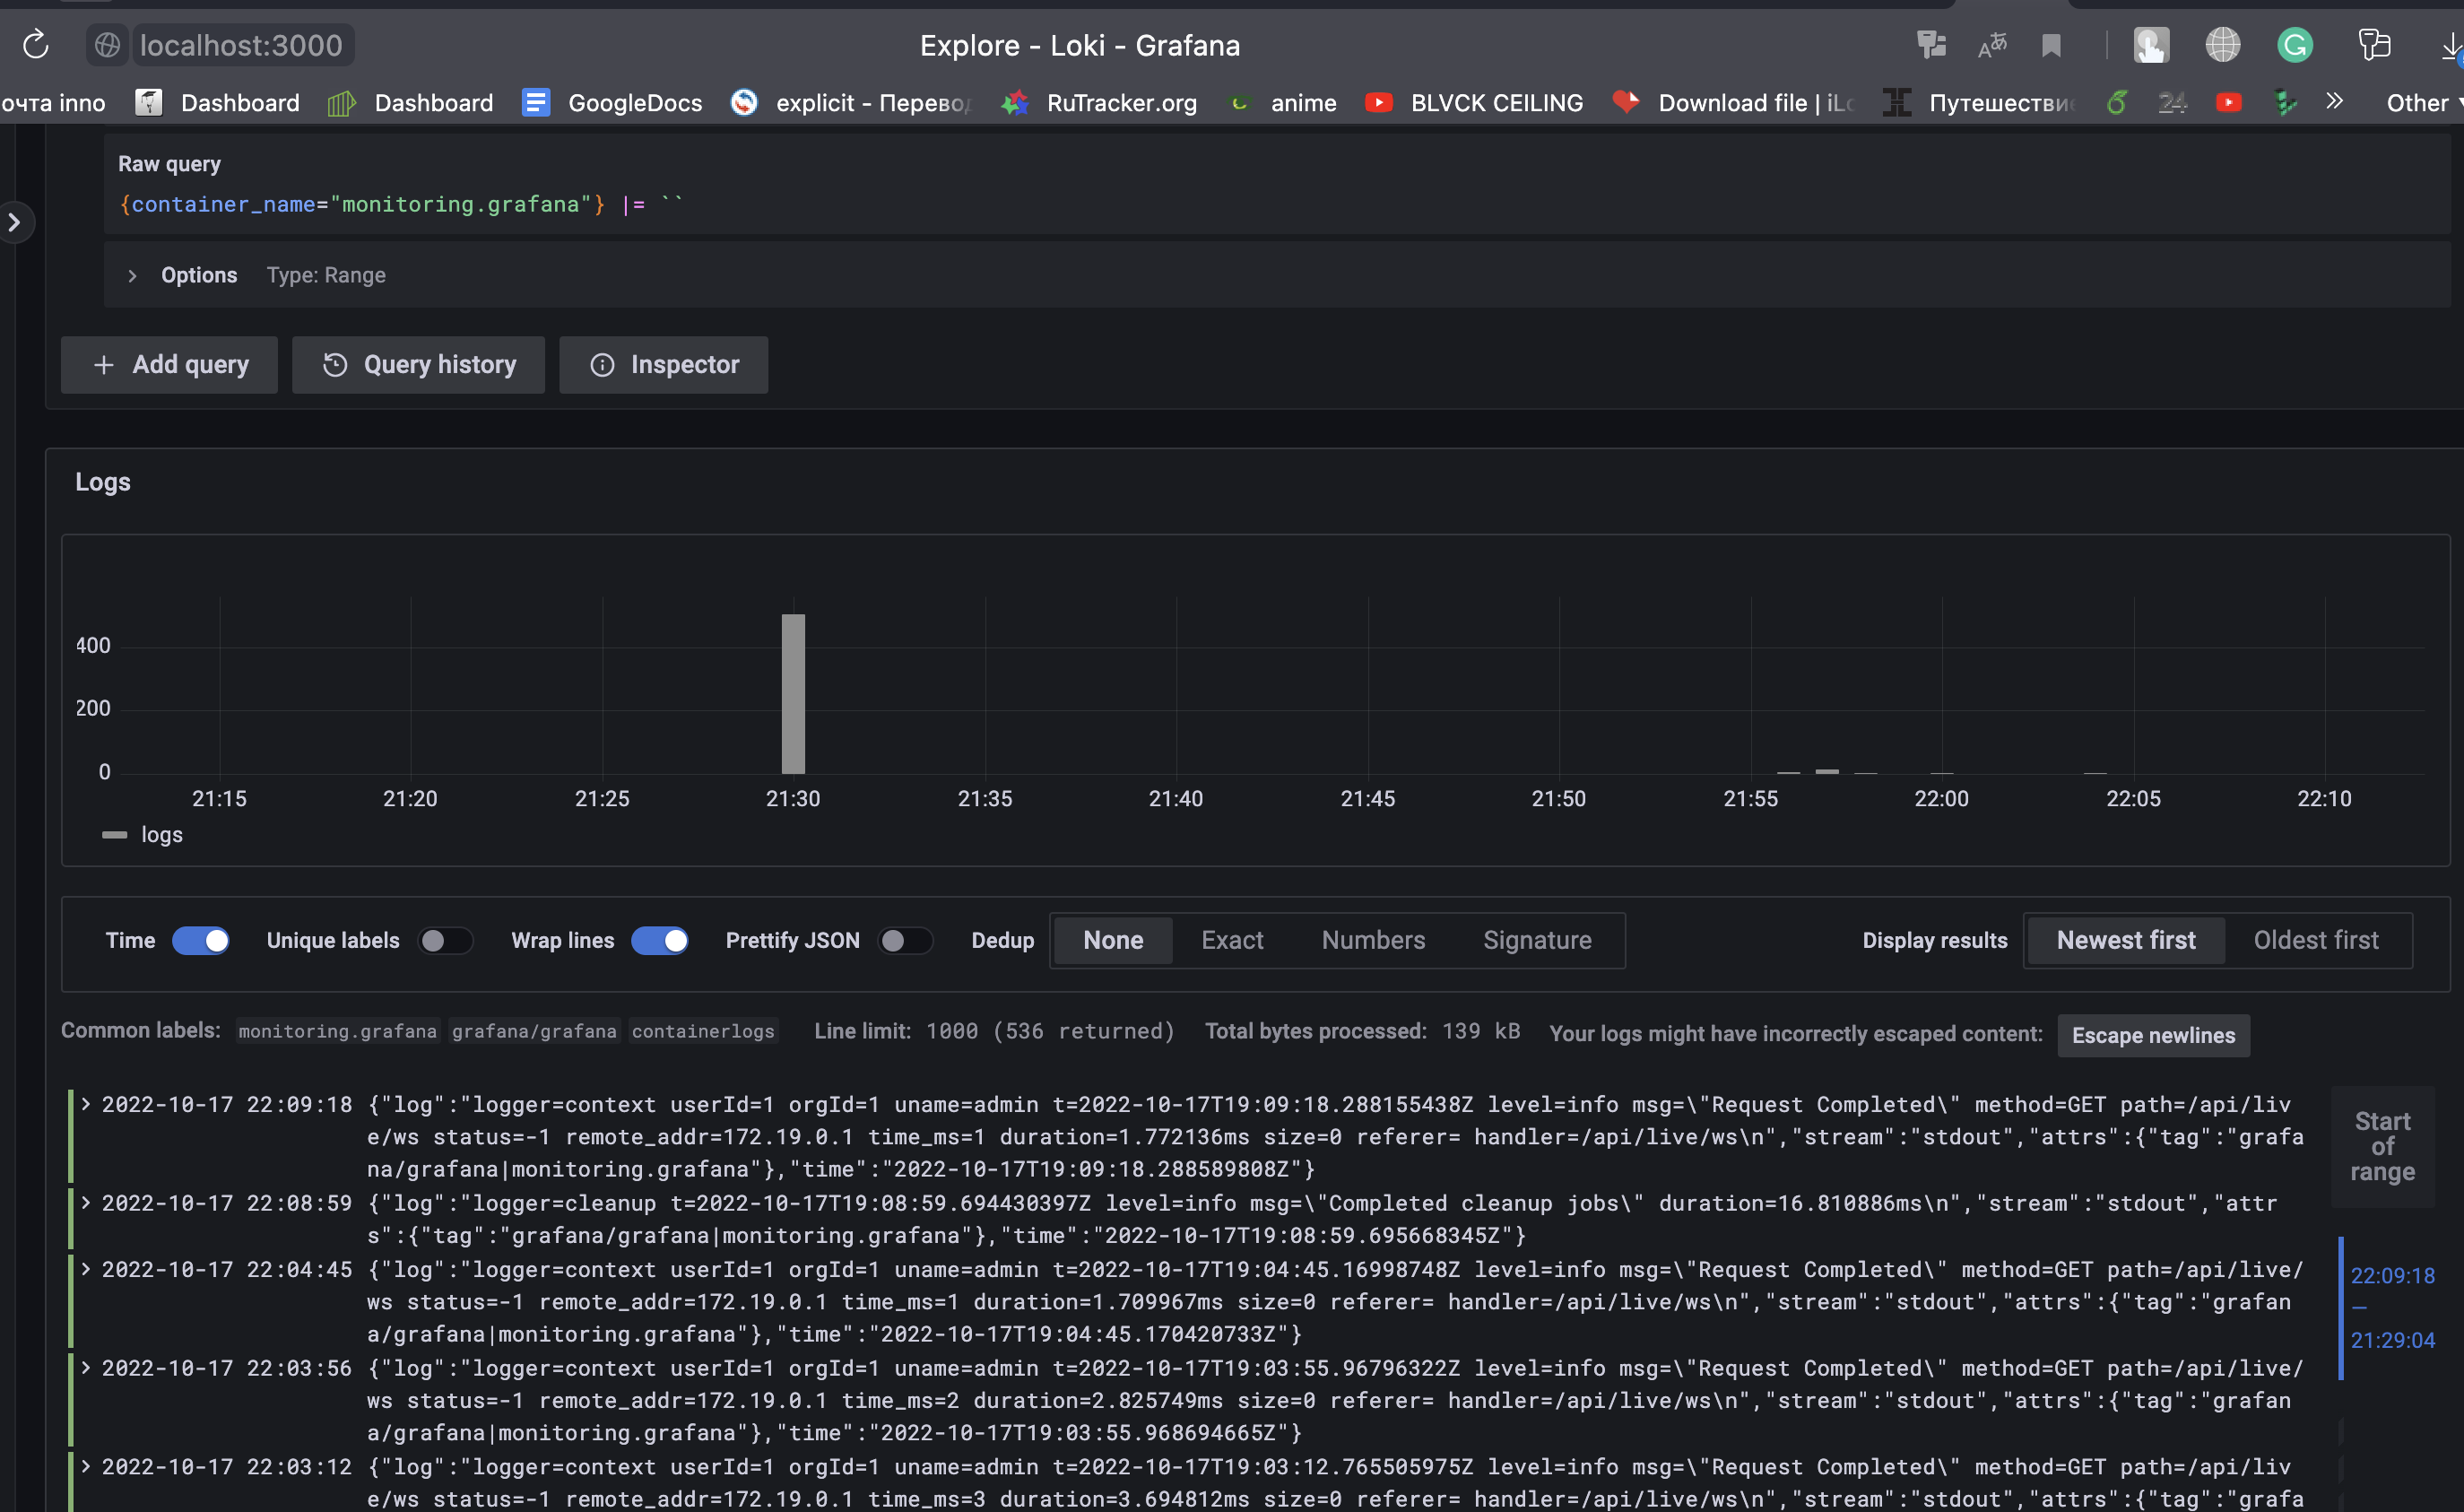 localhost:3000 Explore - Loki - Grafana
очта inno Dashboard Dashboard GoogleDocs explicit - Перевод RuTracker.org anime BLVCK CEILING Download file | iLo Путешестви 24 Other
Raw query
{container_name="monitoring.grafana"} |= ``
Options Type: Range
Add query Query history Inspector
Logs
400
200
0
21:15 21:20 21:25 21:30 21:35 21:40 21:45 21:50 21:55 22:00 22:05 22:10
logs
Time Unique labels Wrap lines Prettify JSON Dedup None Exact Numbers Signature Display results Newest first Oldest first
Common labels: monitoring.grafana grafana/grafana containerlogs Line limit: 1000 (536 returned) Total bytes processed: 139 kB Your logs might have incorrectly escaped content: Escape newlines
2022-10-17 22:09:18 {"log":"logger=context userId=1 orgId=1 uname=admin t=2022-10-17T19:09:18.288155438Z level=info msg=\"Request Completed\" method=GET path=/api/liv
e/ws status=-1 remote_addr=172.19.0.1 time_ms=1 duration=1.772136ms size=0 referer= handler=/api/live/ws\n","stream":"stdout","attrs":{"tag":"grafa
na/grafana|monitoring.grafana"},"time":"2022-10-17T19:09:18.288589808Z"}
2022-10-17 22:08:59 {"log":"logger=cleanup t=2022-10-17T19:08:59.694430397Z level=info msg=\"Completed cleanup jobs\" duration=16.810886ms\n","stream":"stdout","attr
s":{"tag":"grafana/grafana|monitoring.grafana"},"time":"2022-10-17T19:08:59.695668345Z"}
2022-10-17 22:04:45 {"log":"logger=context userId=1 orgId=1 uname=admin t=2022-10-17T19:04:45.16998748Z level=info msg=\"Request Completed\" method=GET path=/api/live/
ws status=-1 remote_addr=172.19.0.1 time_ms=1 duration=1.709967ms size=0 referer= handler=/api/live/ws\n","stream":"stdout","attrs":{"tag":"grafan
a/grafana|monitoring.grafana"},"time":"2022-10-17T19:04:45.170420733Z"}
2022-10-17 22:03:56 {"log":"logger=context userId=1 orgId=1 uname=admin t=2022-10-17T19:03:55.96796322Z level=info msg=\"Request Completed\" method=GET path=/api/live/
ws status=-1 remote_addr=172.19.0.1 time_ms=2 duration=2.825749ms size=0 referer= handler=/api/live/ws\n","stream":"stdout","attrs":{"tag":"grafan
a/grafana|monitoring.grafana"},"time":"2022-10-17T19:03:55.968694665Z"}
2022-10-17 22:03:12 {"log":"logger=context userId=1 orgId=1 uname=admin t=2022-10-17T19:03:12.765505975Z level=info msg=\"Request Completed\" method=GET path=/api/liv
e/ws status=-1 remote_addr=172.19.0.1 time_ms=3 duration=3.694812ms size=0 referer= handler=/api/live/ws\n","stream":"stdout","attrs":{"tag":"grafa
Start
of
range
22:09:18
—
21:29:04